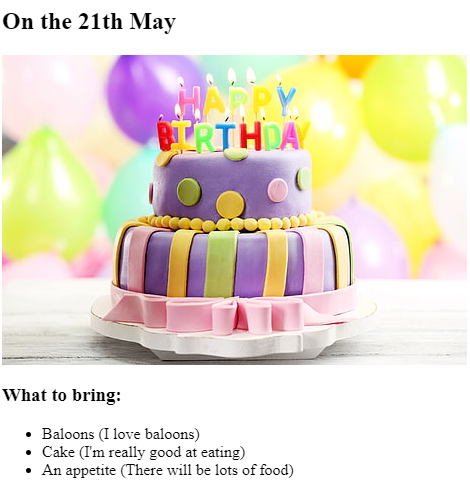 On the 21th May
HAPPY
BIRTHDAY
What to bring:
Baloons (I love baloons)
Cake (I'm really good at eating)
An appetite (There will be lots of food)